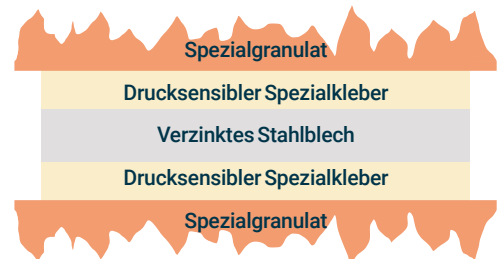 Spezialgranulat
Drucksensibler Spezialkleber
Verzinktes Stahlblech
Drucksensibler Spezialkleber
Spezialgranulat